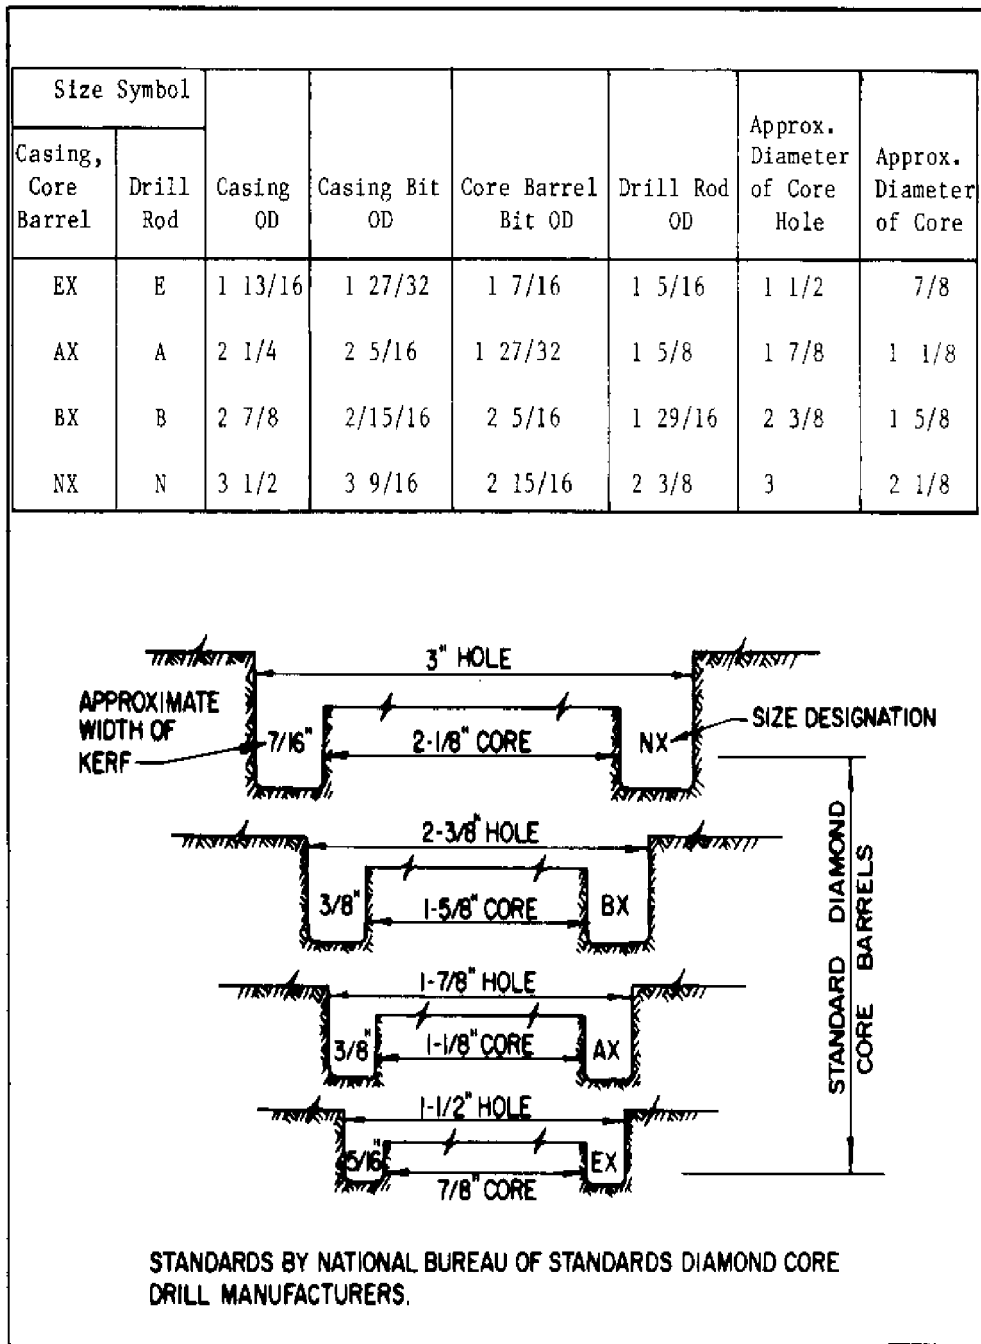 Size Symbol
Casing, Core Barrel | Drill Rod | Casing OD | Casing Bit OD | Core Barrel Bit OD | Drill Rod OD | Approx. Diameter of Core Hole | Approx. Diameter of Core
EX | E | 1 13/16 | 1 27/32 | 1 7/16 | 1 5/16 | 1 1/2 | 7/8
AX | A | 2 1/4 | 2 5/16 | 1 27/32 | 1 5/8 | 1 7/8 | 1 1/8
BX | B | 2 7/8 | 2/15/16 | 2 5/16 | 1 29/16 | 2 3/8 | 1 5/8
NX | N | 3 1/2 | 3 9/16 | 2 15/16 | 2 3/8 | 3 | 2 1/8
3" HOLE
APPROXIMATE
WIDTH OF
KERF
7/16"
2-1/8" CORE
NX
SIZE DESIGNATION
2-3/8" HOLE
3/8"
1-5/8" CORE
BX
1-7/8" HOLE
3/8"
1-1/8" CORE
AX
1-1/2" HOLE
5/16"
7/8" CORE
EX
STANDARD DIAMOND
CORE BARRELS
STANDARDS BY NATIONAL BUREAU OF STANDARDS DIAMOND CORE
DRILL MANUFACTURERS.